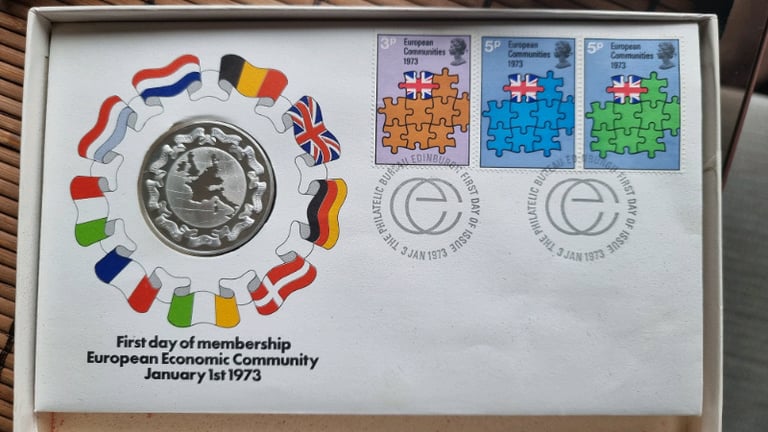 3p
European
Communities
1973
5p
European
Communities
1973
5p
European
Communities
1973
THE PHILATELIC BUREAU EDINBURGH FIRST DAY OF ISSUE
3 JAN 1973
THE PHILATELIC BUREAU EDINBURGH FIRST DAY OF ISSUE
3 JAN 1973
First day of membership
European Economic Community
January 1st 1973